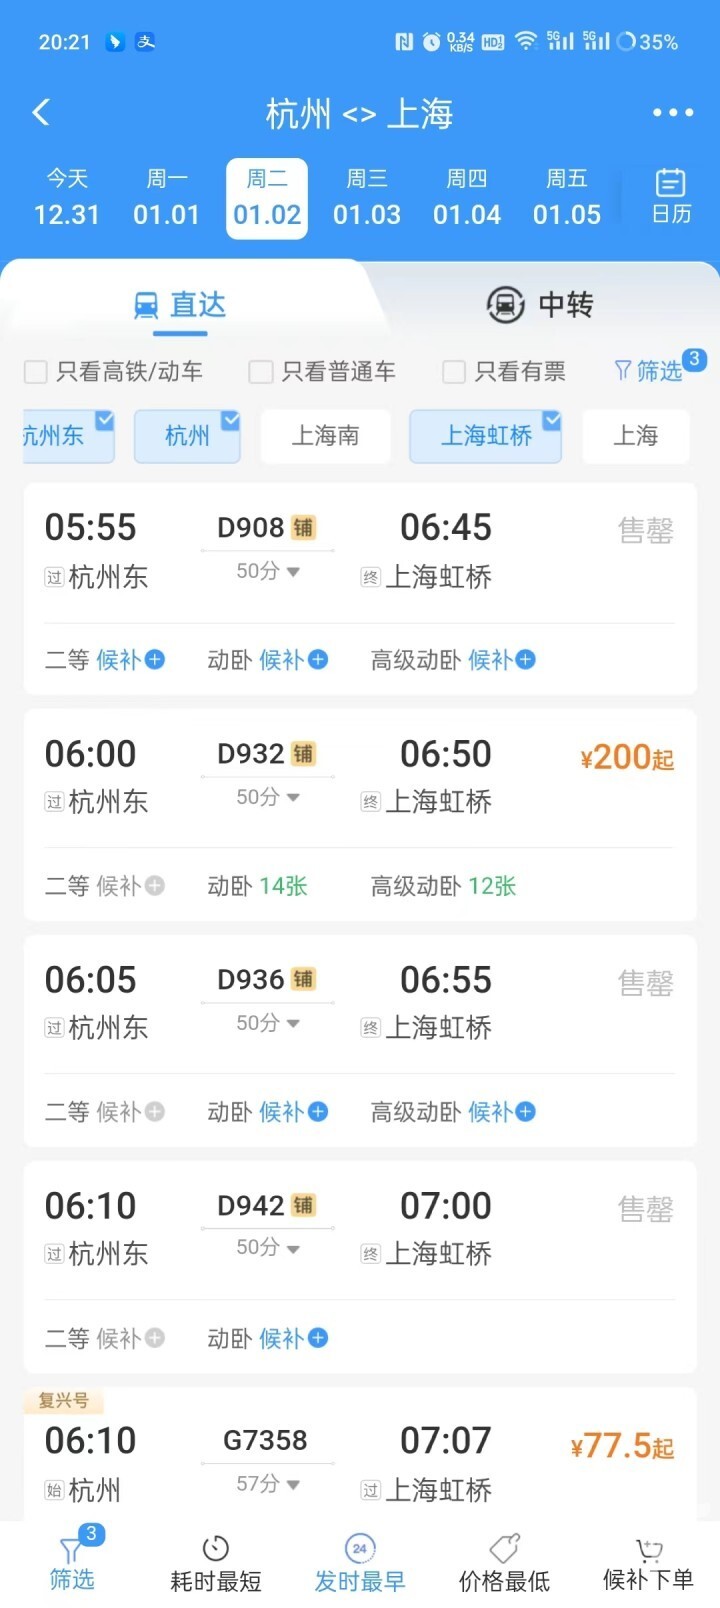 20:21 0.34 KB/S HD 5G 5G 35%
杭州 <> 上海
今天 周一 周二 周三 周四 周五
12.31 01.01 01.02 01.03 01.04 01.05 日历
直达 中转
只看高铁/动车 只看普通车 只看有票 筛选 3
杭州东 杭州 上海南 上海虹桥 上海
05:55 D908 铺 06:45 售罄
过 杭州东 50分 终 上海虹桥
二等 候补 动卧 候补 高级动卧 候补
06:00 D932 铺 06:50 ¥200起
过 杭州东 50分 终 上海虹桥
二等 候补 动卧 14张 高级动卧 12张
06:05 D936 铺 06:55 售罄
过 杭州东 50分 终 上海虹桥
二等 候补 动卧 候补 高级动卧 候补
06:10 D942 铺 07:00 售罄
过 杭州东 50分 终 上海虹桥
二等 候补 动卧 候补
复兴号
06:10 G7358 07:07 ¥77.5起
始 杭州 57分 过 上海虹桥
3 24
筛选 耗时最短 发时最早 价格最低 候补下单